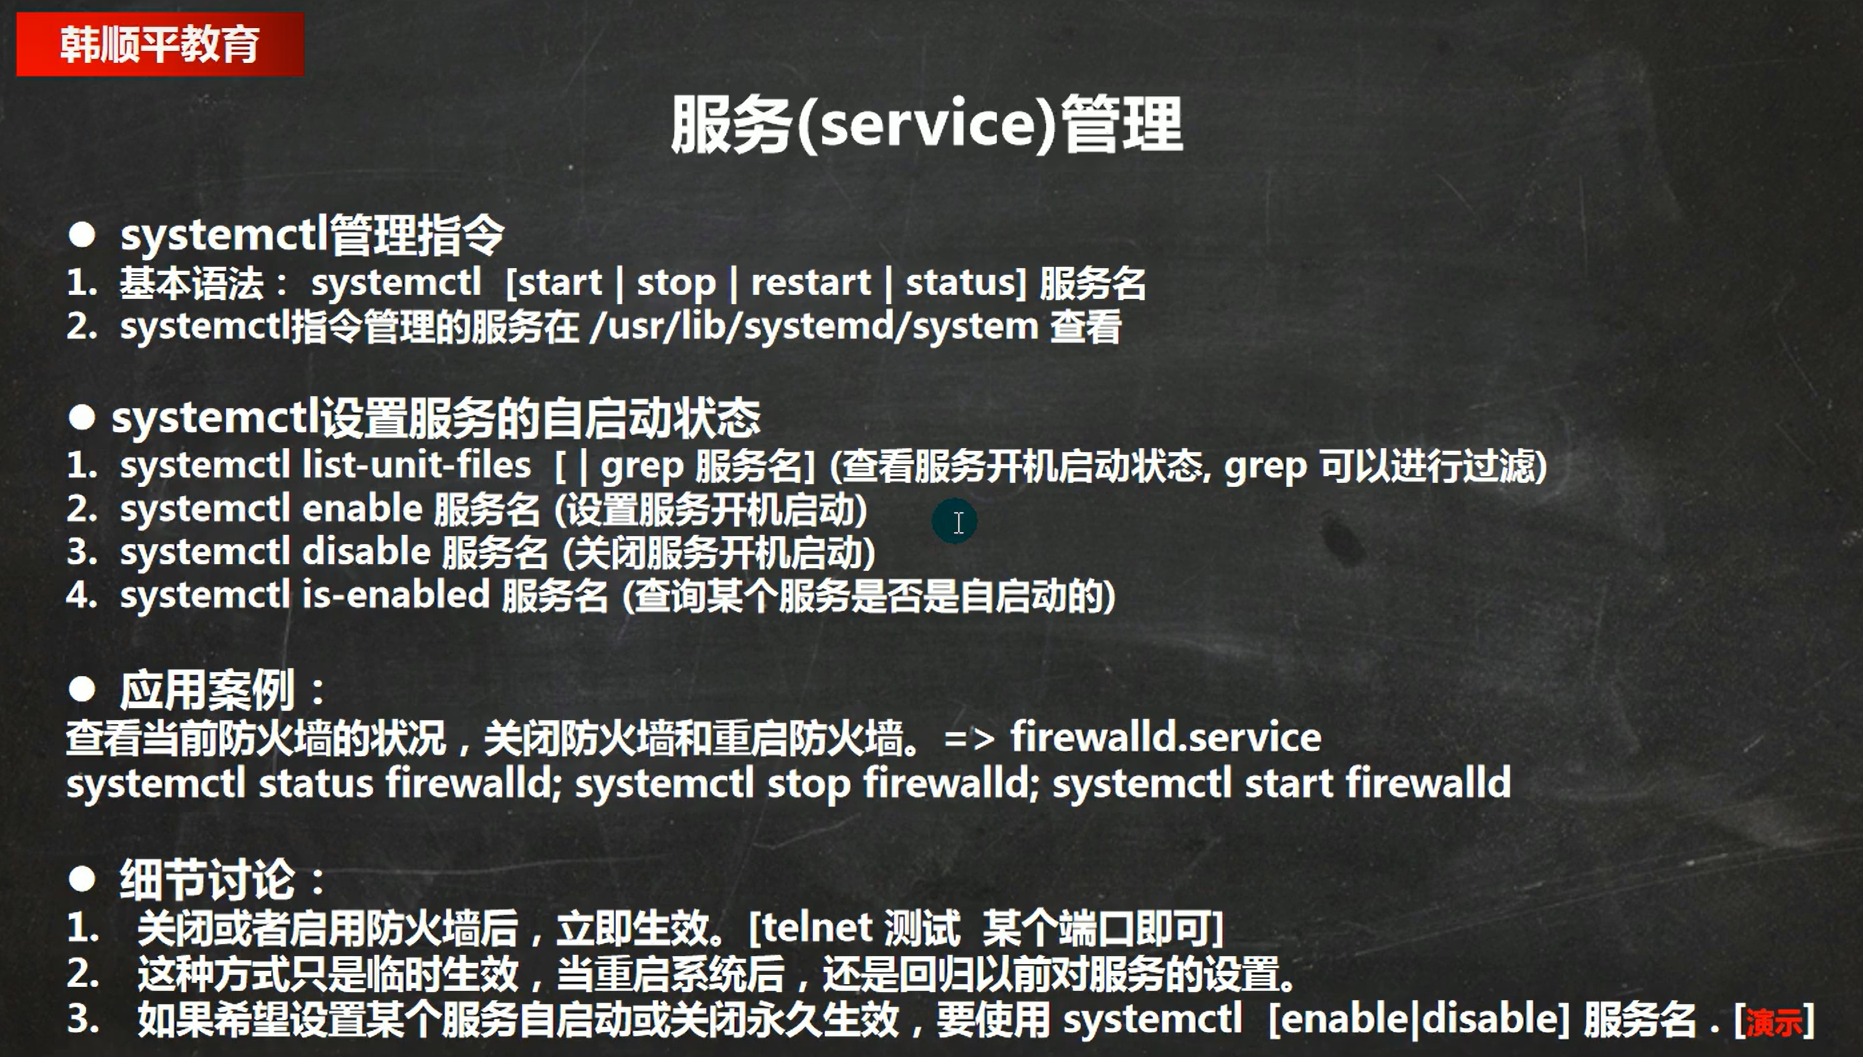 韩顺平教育
服务(service)管理
● systemctl管理指令
1. 基本语法： systemctl [start | stop | restart | status] 服务名
2. systemctl指令管理的服务在 /usr/lib/systemd/system 查看
● systemctl设置服务的自启动状态
1. systemctl list-unit-files [ | grep 服务名] (查看服务开机启动状态, grep 可以进行过滤)
2. systemctl enable 服务名 (设置服务开机启动)
3. systemctl disable 服务名 (关闭服务开机启动)
4. systemctl is-enabled 服务名 (查询某个服务是否是自启动的)
● 应用案例：
查看当前防火墙的状况，关闭防火墙和重启防火墙。=> firewalld.service
systemctl status firewalld; systemctl stop firewalld; systemctl start firewalld
● 细节讨论：
1. 关闭或者启用防火墙后，立即生效。[telnet 测试 某个端口即可]
2. 这种方式只是临时生效，当重启系统后，还是回归以前对服务的设置。
3. 如果希望设置某个服务自启动或关闭永久生效，要使用 systemctl [enable|disable] 服务名 . [演示]